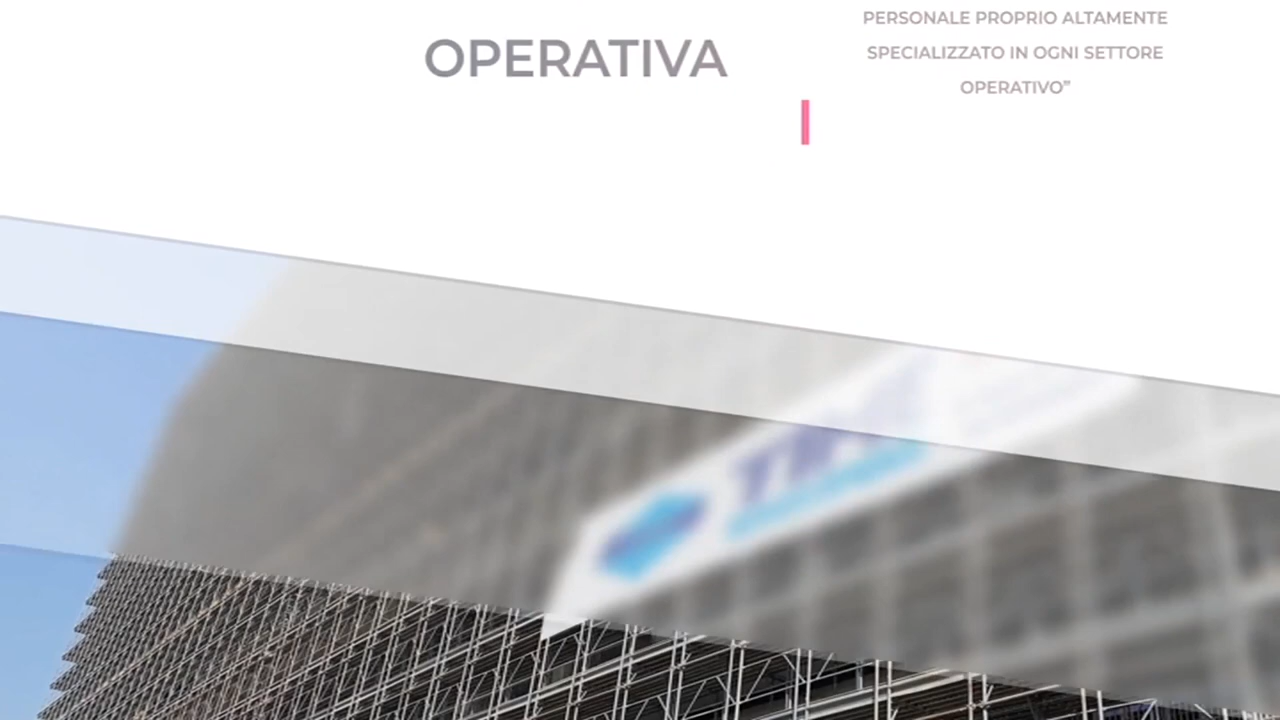 OPERATIVA
PERSONALE PROPRIO ALTAMENTE
SPECIALIZZATO IN OGNI SETTORE
OPERATIVO”